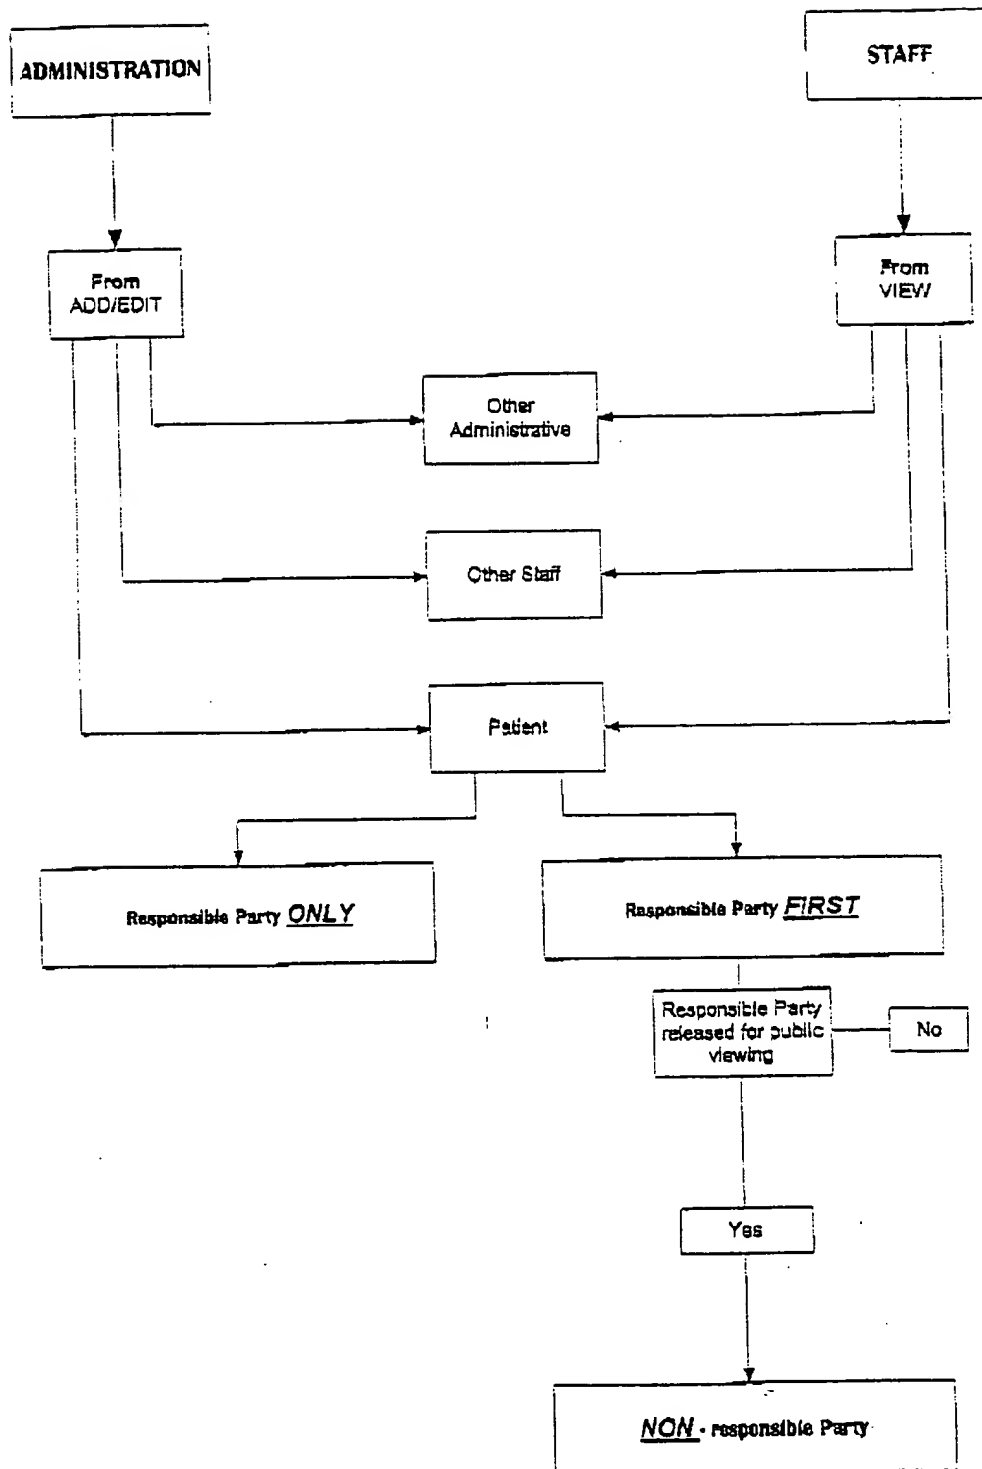 ADMINISTRATION
STAFF
From
ADD/EDIT
From
VIEW
Other
Administrative
Other Staff
Patient
Responsible Party ONLY
Responsible Party FIRST
Responsible Party
released for public
viewing
No
Yes
NON - responsible Party